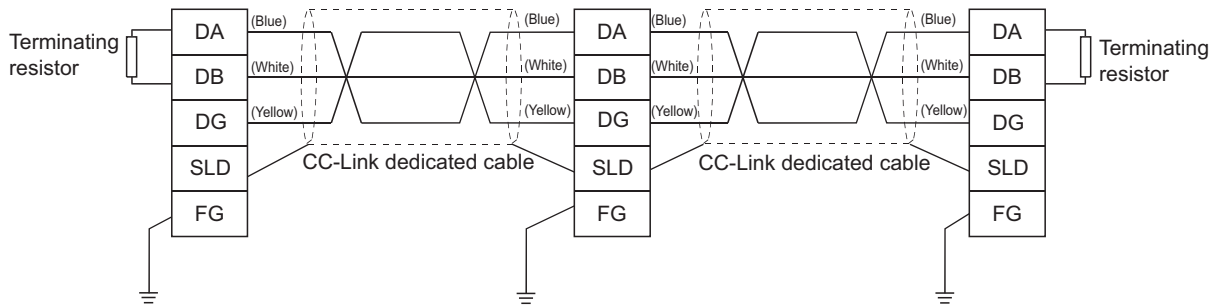 Terminating
resistor
DA
DB
DG
SLD
FG
(Blue)
(White)
(Yellow)
CC-Link dedicated cable
(Blue)
(White)
(Yellow)
DA
DB
DG
SLD
FG
(Blue)
(White)
(Yellow)
CC-Link dedicated cable
(Blue)
(White)
(Yellow)
DA
DB
DG
SLD
FG
Terminating
resistor